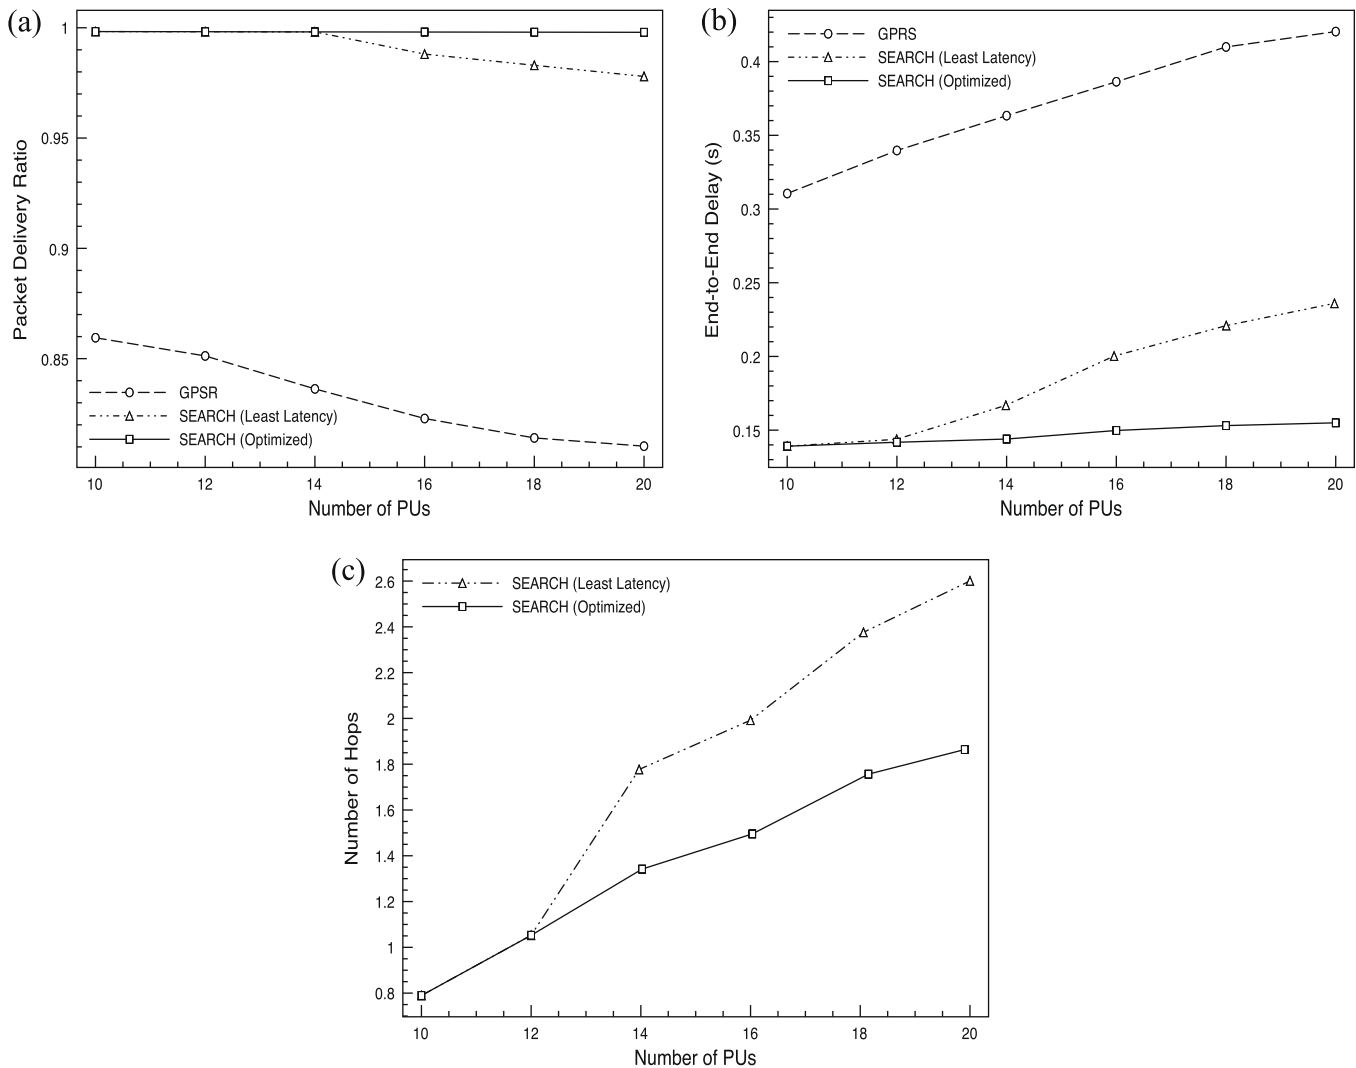 (a)
1
0.95
0.9
0.85
Packet Delivery Ratio
GPSR
SEARCH (Least Latency)
SEARCH (Optimized)
10 12 14 16 18 20
Number of PUs
(b)
GPRS
SEARCH (Least Latency)
SEARCH (Optimized)
0.4
0.35
0.3
0.25
0.2
0.15
End-to-End Delay (s)
10 12 14 16 18 20
Number of PUs
(c)
SEARCH (Least Latency)
SEARCH (Optimized)
2.6
2.4
2.2
2
1.8
1.6
1.4
1.2
1
0.8
Number of Hops
10 12 14 16 18 20
Number of PUs